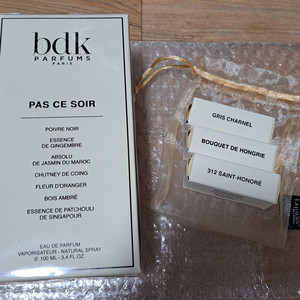 bdk
PARFUMS
PARIS
PAS CE SOIR
POIVRE NOIR
ESSENCE
DE GINGEMBRE
ABSOLU
DE JASMIN DU MAROC
CHUTNEY DE COING
FLEUR D'ORANGER
BOIS AMBRÉ
ESSENCE DE PATCHOULI
DE SINGAPOUR
EAU DE PARFUM
VAPORISATEUR - NATURAL SPRAY
℮ 100 ML - 3,4 FL.OZ.
GRIS CHARNEL
BOUQUET DE HONGRIE
312 SAINT-HONORÉ